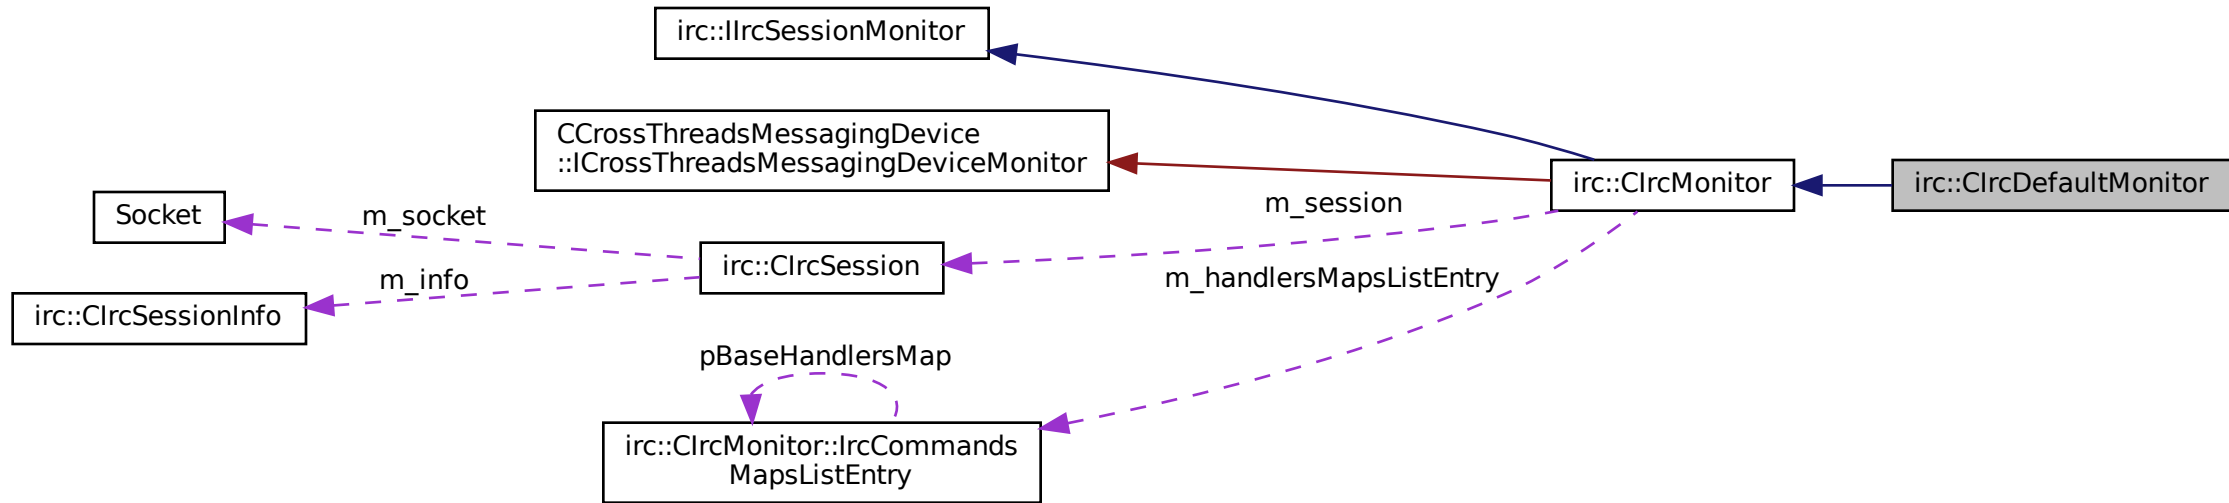 irc::IIrcSessionMonitor
CCrossThreadsMessagingDevice
::ICrossThreadsMessagingDeviceMonitor
irc::CIrcMonitor
irc::CIrcDefaultMonitor
Socket
m_socket
m_session
irc::CIrcSession
m_info
m_handlersMapsListEntry
irc::CIrcSessionInfo
pBaseHandlersMap
irc::CIrcMonitor::IrcCommands
MapsListEntry